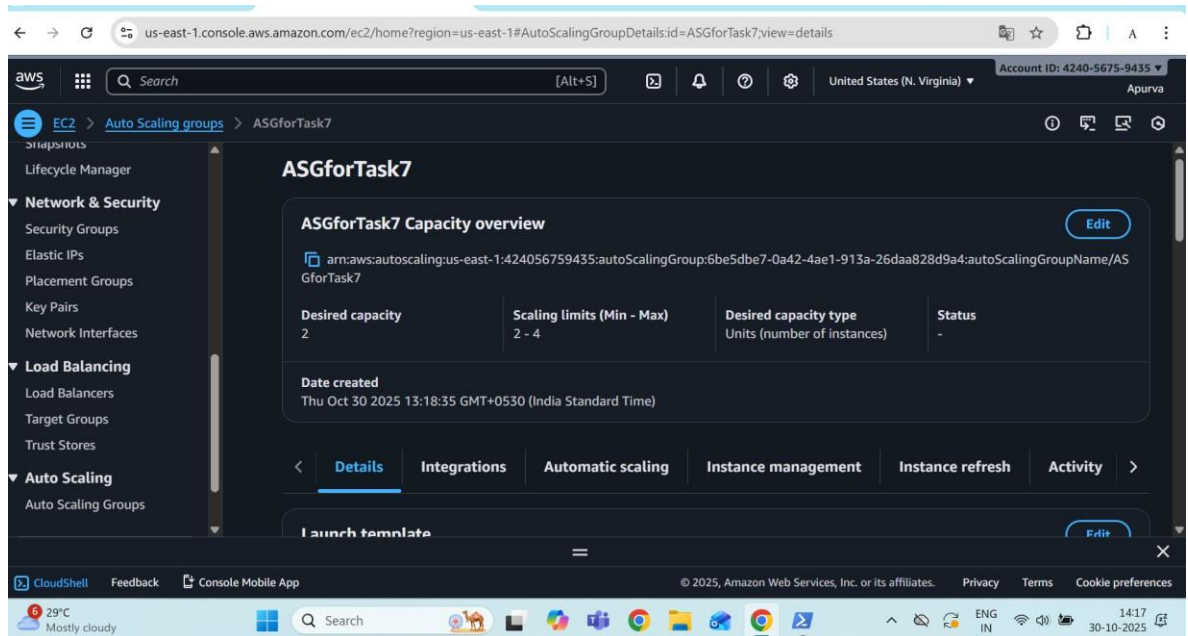 us-east-1.console.aws.amazon.com/ec2/home?region=us-east-1#AutoScalingGroupDetails:id=ASGforTask7;view=details
A
aws
Search
[Alt+S]
United States (N. Virginia)
Account ID: 4240-5675-9435
Apurva
EC2 > Auto Scaling groups > ASGforTask7
Snapshots
Lifecycle Manager
Network & Security
Security Groups
Elastic IPs
Placement Groups
Key Pairs
Network Interfaces
Load Balancing
Load Balancers
Target Groups
Trust Stores
Auto Scaling
Auto Scaling Groups
ASGforTask7
ASGforTask7 Capacity overview
Edit
arn:aws:autoscaling:us-east-1:424056759435:autoScalingGroup:6be5dbe7-0a42-4ae1-913a-26daa828d9a4:autoScalingGroupName/AS
GforTask7
Desired capacity
2
Scaling limits (Min - Max)
2 - 4
Desired capacity type
Units (number of instances)
Status
-
Date created
Thu Oct 30 2025 13:18:35 GMT+0530 (India Standard Time)
Details Integrations Automatic scaling Instance management Instance refresh Activity
Launch template
Edit
CloudShell Feedback Console Mobile App © 2025, Amazon Web Services, Inc. or its affiliates. Privacy Terms Cookie preferences
6
29°C
Mostly cloudy
Search
ENG
IN
14:17
30-10-2025